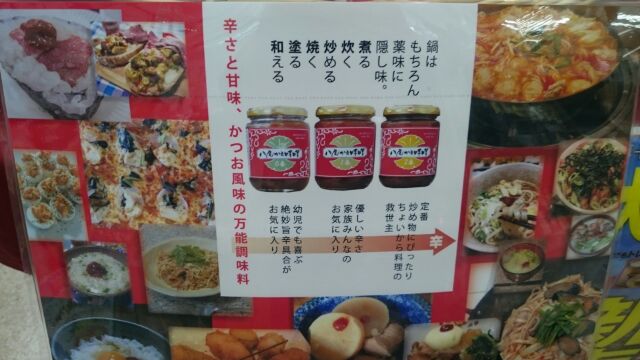 鍋は
もちろん
薬味に
隠し味。
煮る
炊く
炒める
焼く
塗る
和える
辛さと甘味、かつお風味の万能調味料
定番
炒め物にぴったり
ちょいから料理の
救世主
優しい辛さ
家族みんなの
お気に入り
幼児でも喜ぶ
絶妙旨辛具合が
お気に入り
辛